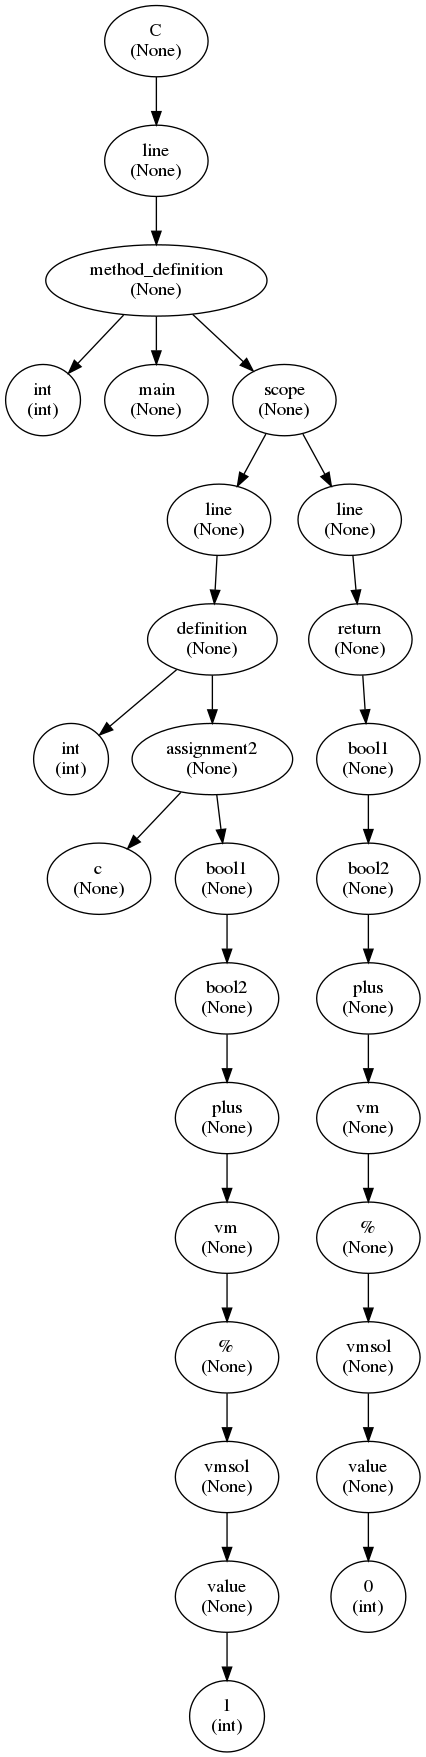 C
(None)
line
(None)
method_definition
(None)
int
(int)
main
(None)
scope
(None)
line
(None)
line
(None)
definition
(None)
return
(None)
int
(int)
assignment2
(None)
bool1
(None)
c
(None)
bool1
(None)
bool2
(None)
bool2
(None)
plus
(None)
plus
(None)
vm
(None)
vm
(None)
%
(None)
%
(None)
vmsol
(None)
vmsol
(None)
value
(None)
value
(None)
0
(int)
1
(int)